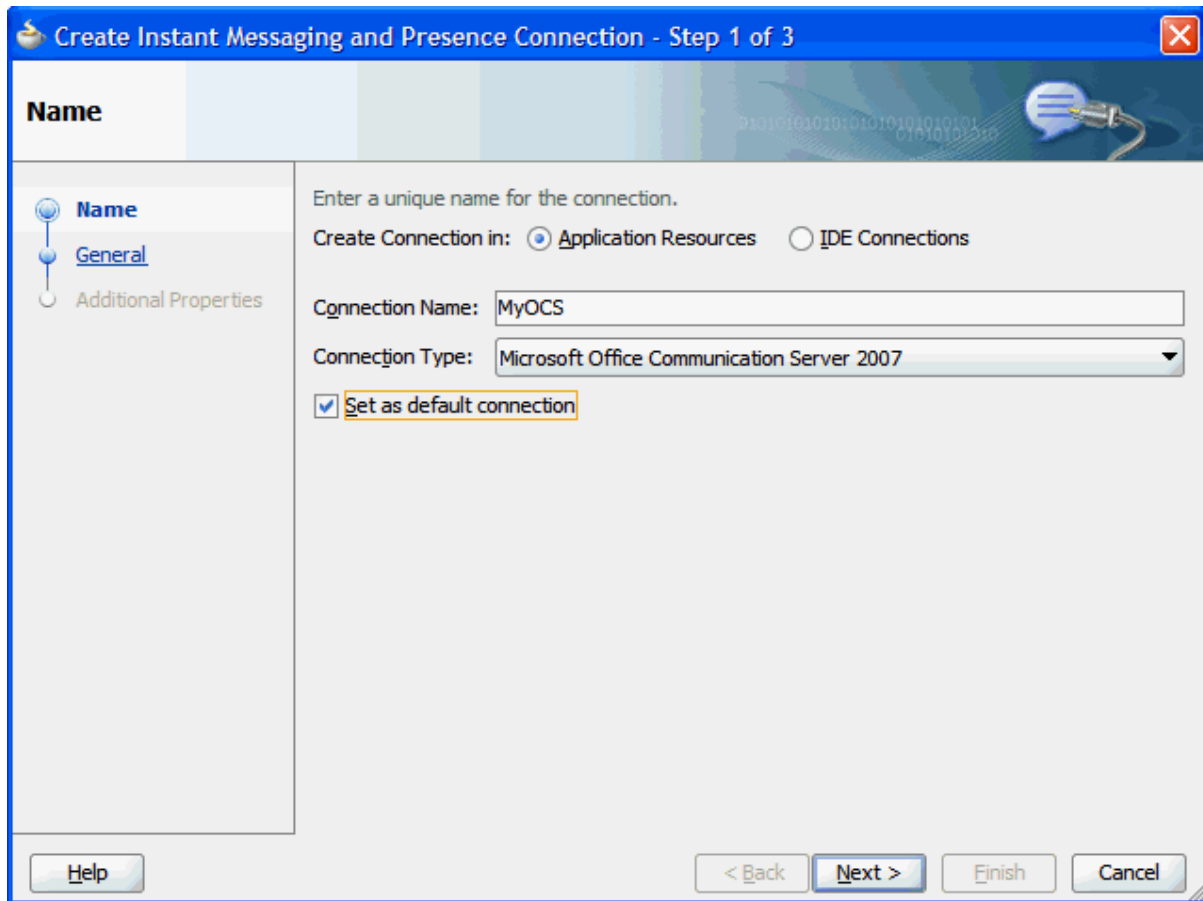 Create Instant Messaging and Presence Connection - Step 1 of 3
Name
Name
General
Additional Properties
Enter a unique name for the connection.
Create Connection in: Application Resources IDE Connections
Connection Name: MyOCS
Connection Type: Microsoft Office Communication Server 2007
Set as default connection
Help < Back Next > Finish Cancel